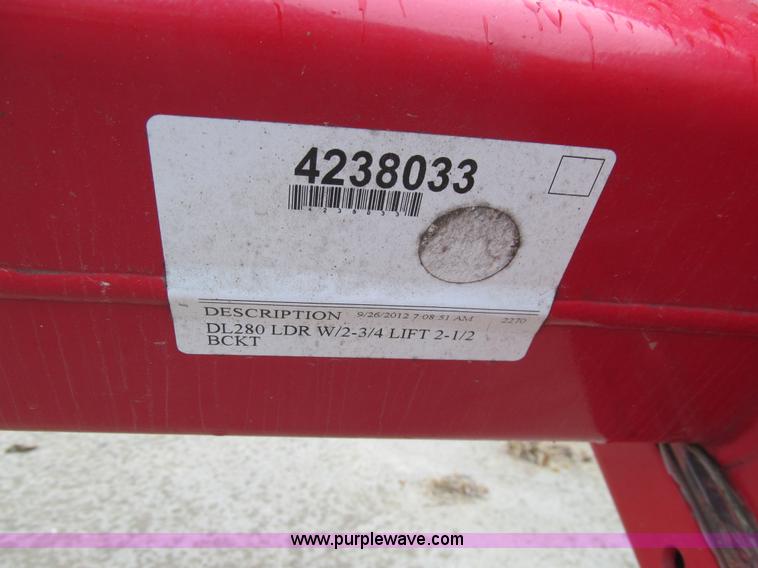 4238033
4238033
DESCRIPTION 9/26/2012 7:08:51 AM 2270
DL280 LDR W/2-3/4 LIFT 2-1/2
BCKT
www.purplewave.com